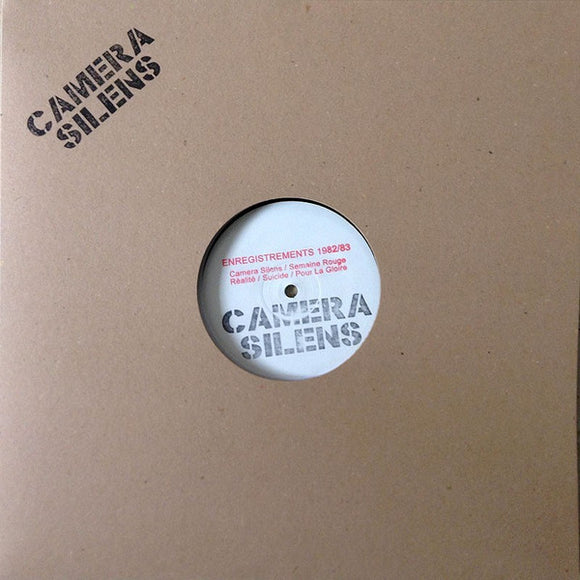 CAMERA
SILENS
ENREGISTREMENTS 1982/83
Camera Silens / Semaine Rouge
Réalité / Suicide / Pour La Gloire
CAMERA
SILENS